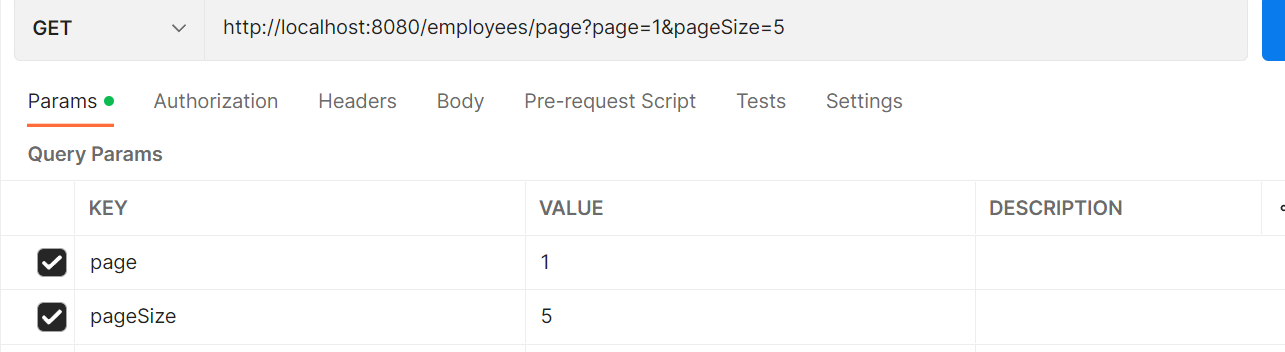 GET http://localhost:8080/employees/page?page=1&pageSize=5
Params Authorization Headers Body Pre-request Script Tests Settings
Query Params
KEY VALUE DESCRIPTION
page 1
pageSize 5